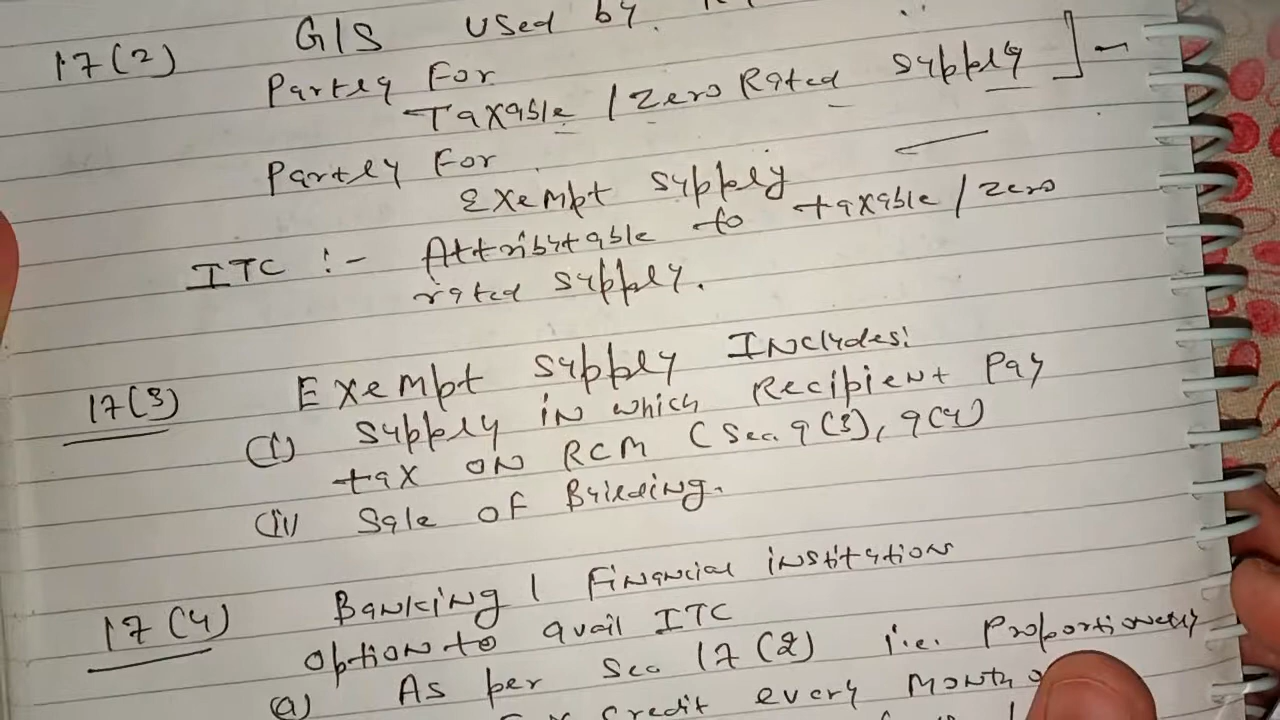 17(2) G/S used by
Partly For
Taxable / Zero Rated supply ] -
Partly For
Exempt supply
ITC :- Attributable to taxable / zero
rated supply.
17(3) Exempt supply Includes:
(i) supply in which Recipient Pay
tax on RCM (Sec. 9(3), 9(4)
(ii) Sale of Building.
17(4) Banking / Financial institutions
option to avail ITC
(a) As per Sec 17(2) i.e. Proportionately
credit every Month